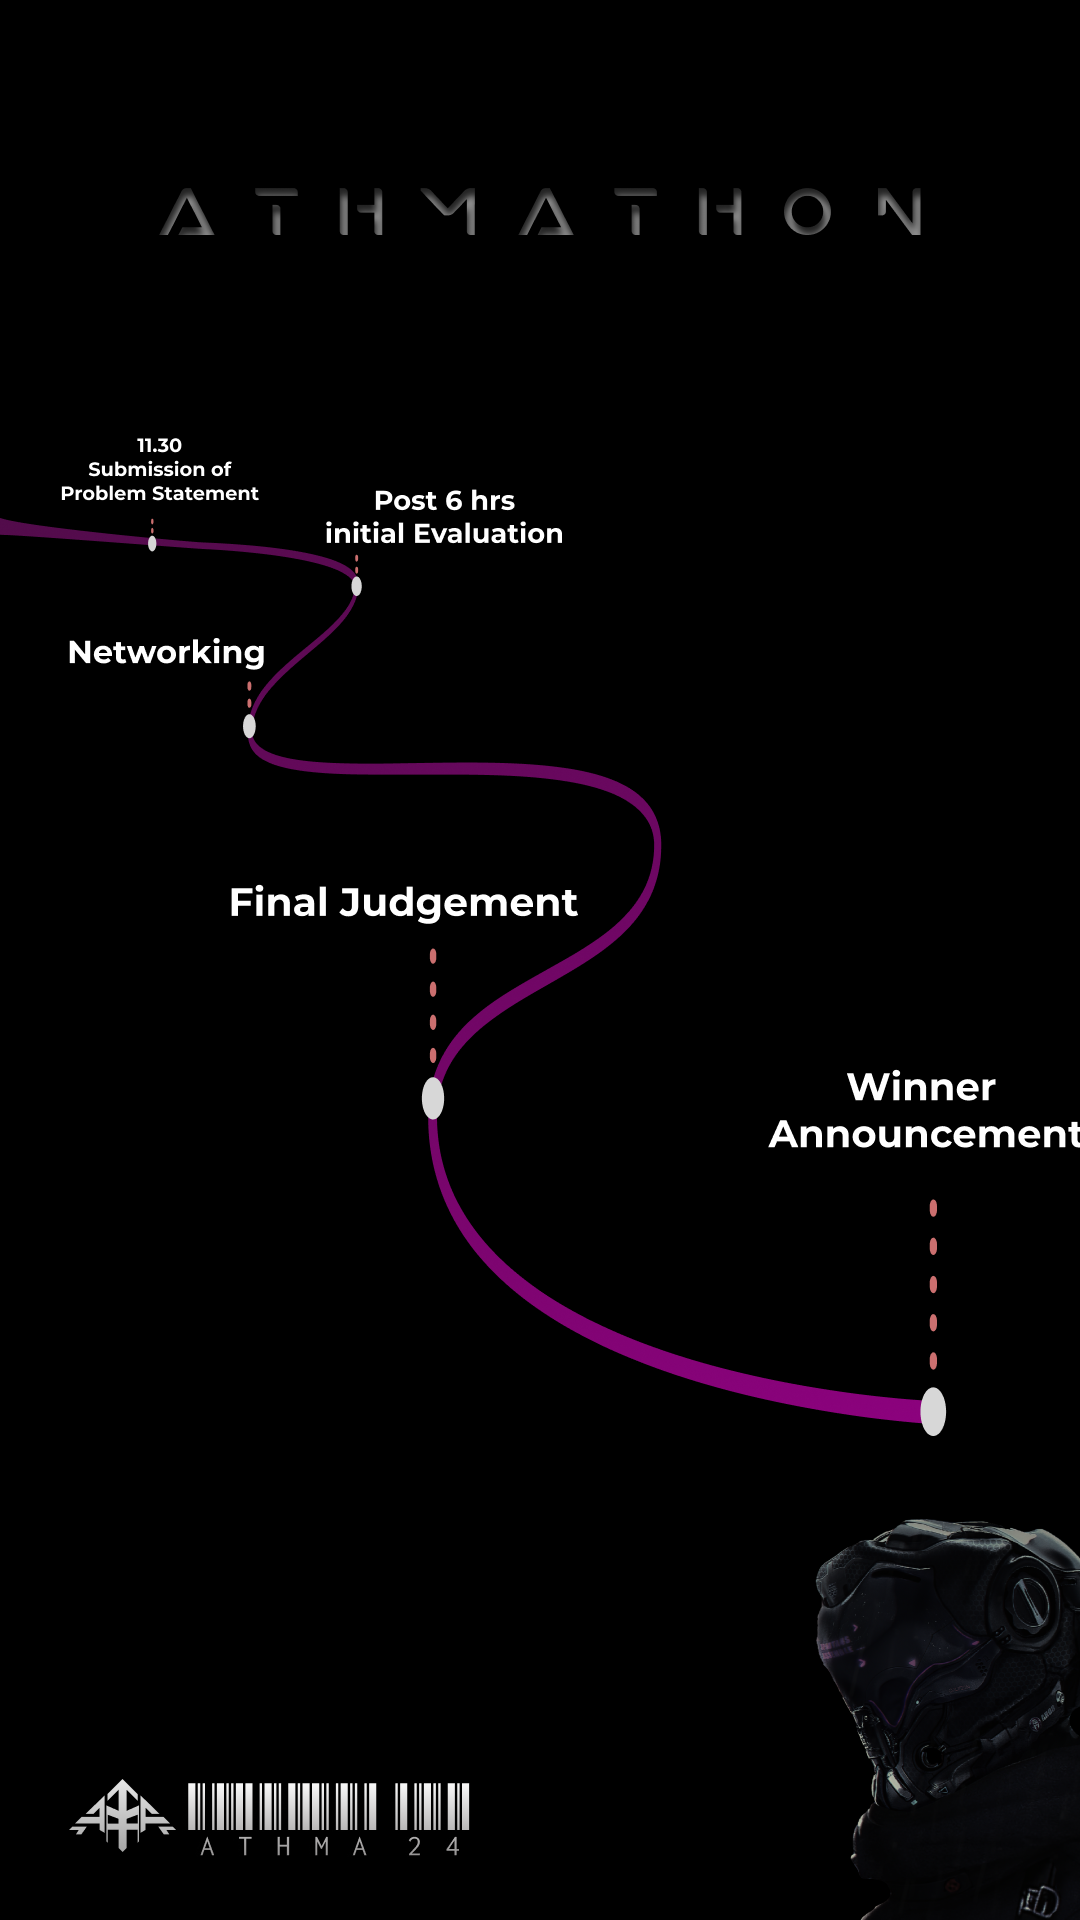 ATHMATHON
11.30
Submission of
Problem Statement
Post 6 hrs
initial Evaluation
Networking
Final Judgement
Winner
Announcement
ATHMA 24